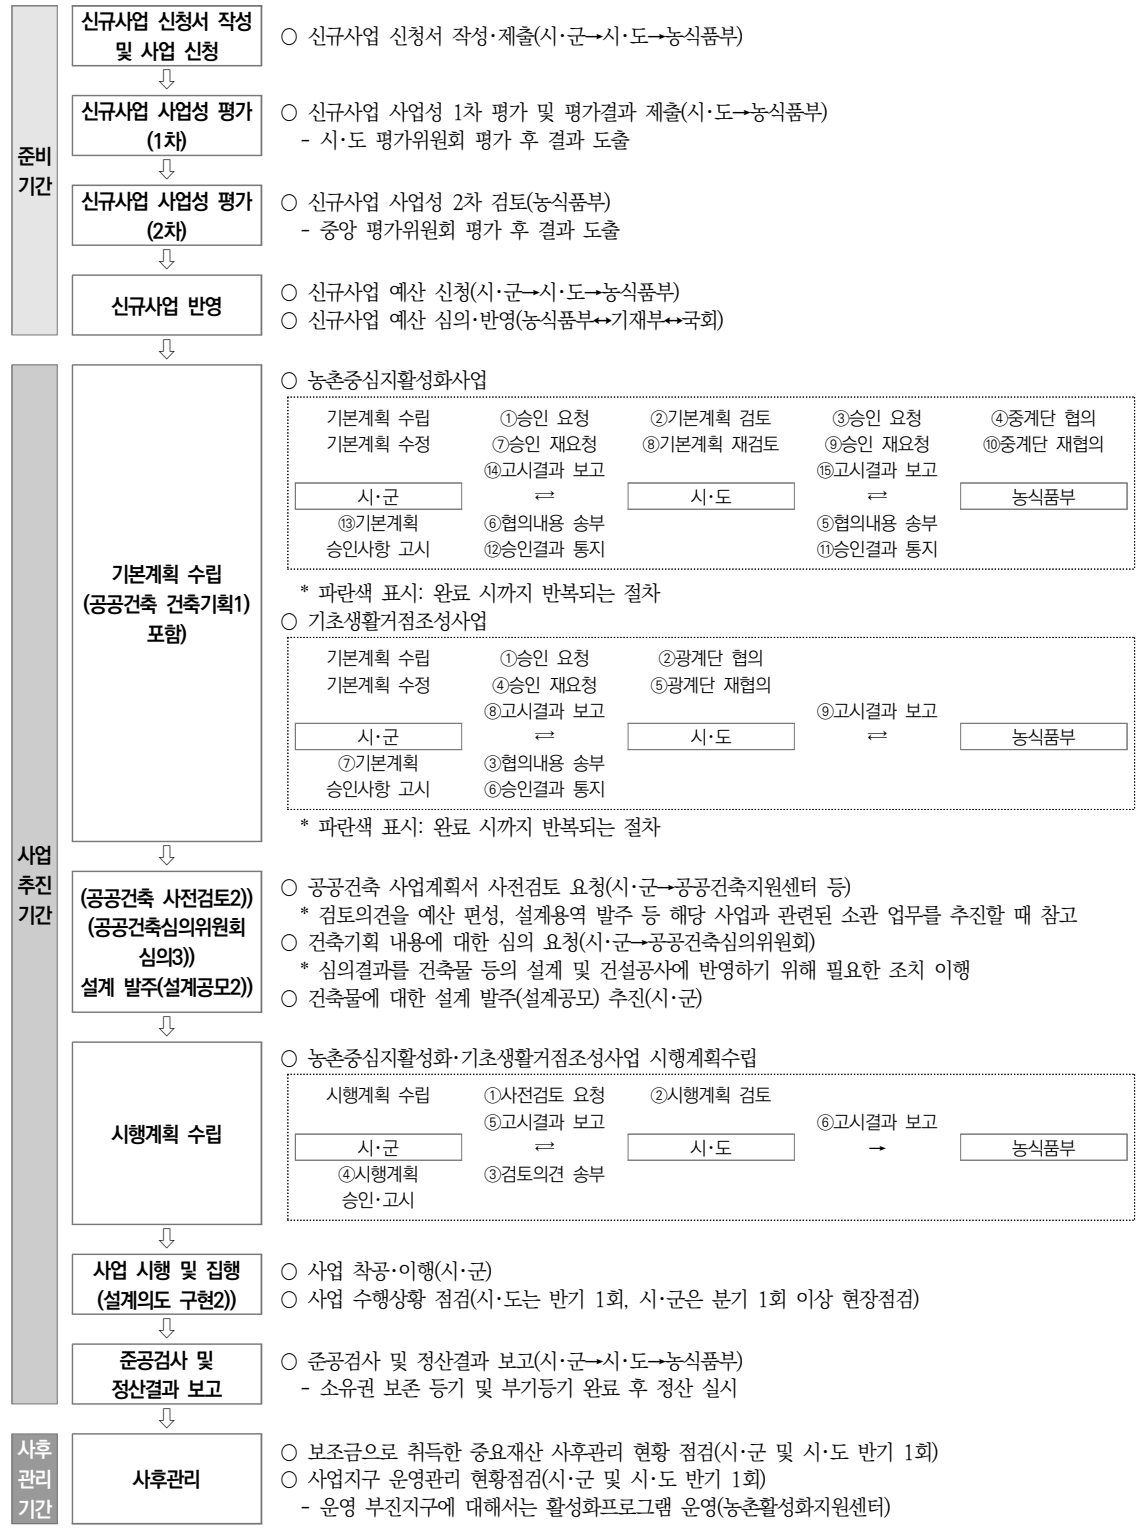 준비
기간
신규사업 신청서 작성
및 사업 신청
○ 신규사업 신청서 작성·제출(시·군→시·도→농식품부)
⇩
신규사업 사업성 평가
(1차)
○ 신규사업 사업성 1차 평가 및 평가결과 제출(시·도→농식품부)
- 시·도 평가위원회 평가 후 결과 도출
⇩
신규사업 사업성 평가
(2차)
○ 신규사업 사업성 2차 검토(농식품부)
- 중앙 평가위원회 평가 후 결과 도출
⇩
신규사업 반영
○ 신규사업 예산 신청(시·군→시·도→농식품부)
○ 신규사업 예산 심의·반영(농식품부↔기재부↔국회)
⇩
사업
추진
기간
기본계획 수립
(공공건축 건축기획1)
포함)
○ 농촌중심지활성화사업
기본계획 수립 ①승인 요청 ②기본계획 검토 ③승인 요청 ④중계단 협의
기본계획 수정 ⑦승인 재요청 ⑧기본계획 재검토 ⑨승인 재요청 ⑩중계단 재협의
⑭고시결과 보고 ⑮고시결과 보고
시·군 ⇄ 시·도 ⇄ 농식품부
⑬기본계획 ⑥협의내용 송부 ⑤협의내용 송부
승인사항 고시 ⑫승인결과 통지 ⑪승인결과 통지
* 파란색 표시: 완료 시까지 반복되는 절차
○ 기초생활거점조성사업
기본계획 수립 ①승인 요청 ②광계단 협의
기본계획 수정 ④승인 재요청 ⑤광계단 재협의
⑧고시결과 보고 ⑨고시결과 보고
시·군 ⇄ 시·도 ⇄ 농식품부
⑦기본계획 ③협의내용 송부
승인사항 고시 ⑥승인결과 통지
* 파란색 표시: 완료 시까지 반복되는 절차
⇩
(공공건축 사전검토2))
(공공건축심의위원회
심의3))
설계 발주(설계공모2))
○ 공공건축 사업계획서 사전검토 요청(시·군→공공건축지원센터 등)
* 검토의견을 예산 편성, 설계용역 발주 등 해당 사업과 관련된 소관 업무를 추진할 때 참고
○ 건축기획 내용에 대한 심의 요청(시·군→공공건축심의위원회)
* 심의결과를 건축물 등의 설계 및 건설공사에 반영하기 위해 필요한 조치 이행
○ 건축물에 대한 설계 발주(설계공모) 추진(시·군)
⇩
시행계획 수립
○ 농촌중심지활성화·기초생활거점조성사업 시행계획수립
시행계획 수립 ①사전검토 요청 ②시행계획 검토
⑤고시결과 보고 ⑥고시결과 보고
시·군 ⇄ 시·도 → 농식품부
④시행계획 ③검토의견 송부
승인·고시
⇩
사업 시행 및 집행
(설계의도 구현2))
○ 사업 착공·이행(시·군)
○ 사업 수행상황 점검(시·도는 반기 1회, 시·군은 분기 1회 이상 현장점검)
⇩
준공검사 및
정산결과 보고
○ 준공검사 및 정산결과 보고(시·군→시·도→농식품부)
- 소유권 보존 등기 및 부기등기 완료 후 정산 실시
⇩
사후
관리
기간
사후관리
○ 보조금으로 취득한 중요재산 사후관리 현황 점검(시·군 및 시·도 반기 1회)
○ 사업지구 운영관리 현황점검(시·군 및 시·도 반기 1회)
- 운영 부진지구에 대해서는 활성화프로그램 운영(농촌활성화지원센터)